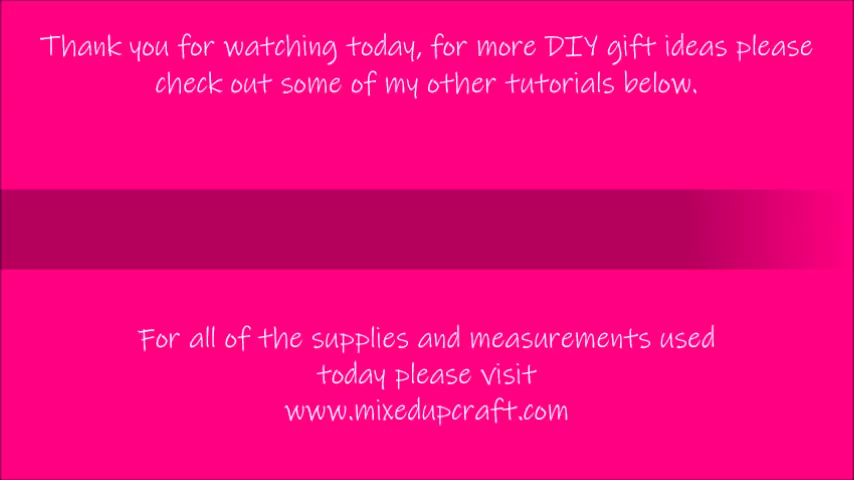 Thank you for watching today, for more DIY gift ideas please
check out some of my other tutorials below.
For all of the supplies and measurements used
today please visit
www.mixedupcraft.com